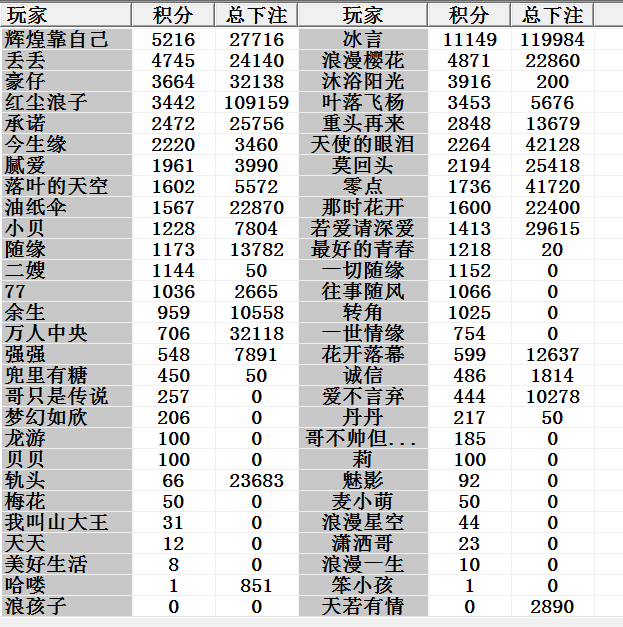 玩家 积分 总下注 玩家 积分 总下注
辉煌靠自己 5216 27716 冰言 11149 119984
丢丢 4745 24140 浪漫樱花 4871 22860
豪仔 3664 32138 沐浴阳光 3916 200
红尘浪子 3442 109159 叶落飞杨 3453 5676
承诺 2472 25756 重头再来 2848 13679
今生缘 2220 3460 天使的眼泪 2264 42128
腻爱 1961 3990 莫回头 2194 25418
落叶的天空 1602 5572 零点 1736 41720
油纸伞 1567 22870 那时花开 1600 22400
小贝 1228 7804 若爱请深爱 1413 29615
随缘 1173 13782 最好的青春 1218 20
二嫂 1144 50 一切随缘 1152 0
77 1036 2665 往事随风 1066 0
余生 959 10558 转角 1025 0
万人中央 706 32118 一世情缘 754 0
强强 548 7891 花开落幕 599 12637
兜里有糖 450 50 诚信 486 1814
哥只是传说 257 0 爱不言弃 444 10278
梦幻如欣 206 0 丹丹 217 50
龙游 100 0 哥不帅但... 185 0
贝贝 100 0 莉 100 0
轨头 66 23683 魅影 92 0
梅花 50 0 麦小萌 50 0
我叫山大王 31 0 浪漫星空 44 0
天天 12 0 潇洒哥 23 0
美好生活 8 0 浪漫一生 10 0
哈喽 1 851 笨小孩 1 0
浪孩子 0 0 天若有情 0 2890